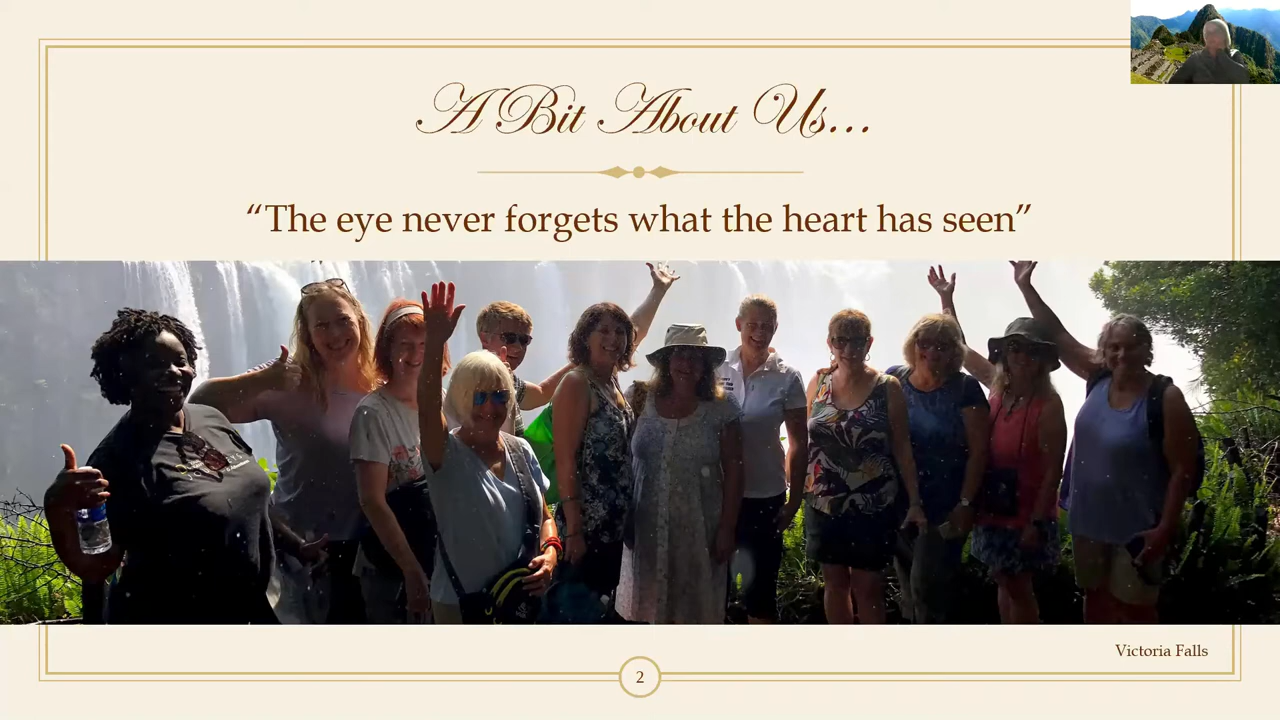 A Bit About Us...
“The eye never forgets what the heart has seen”
Victoria Falls
2